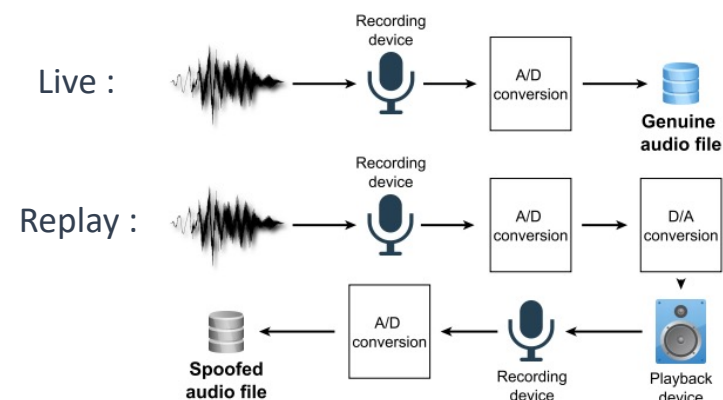 Recording
device
Live :
A/D
conversion
Genuine
audio file
Recording
device
Replay :
A/D
conversion
D/A
conversion
A/D
conversion
Spoofed
audio file
Recording
device
Playback
device